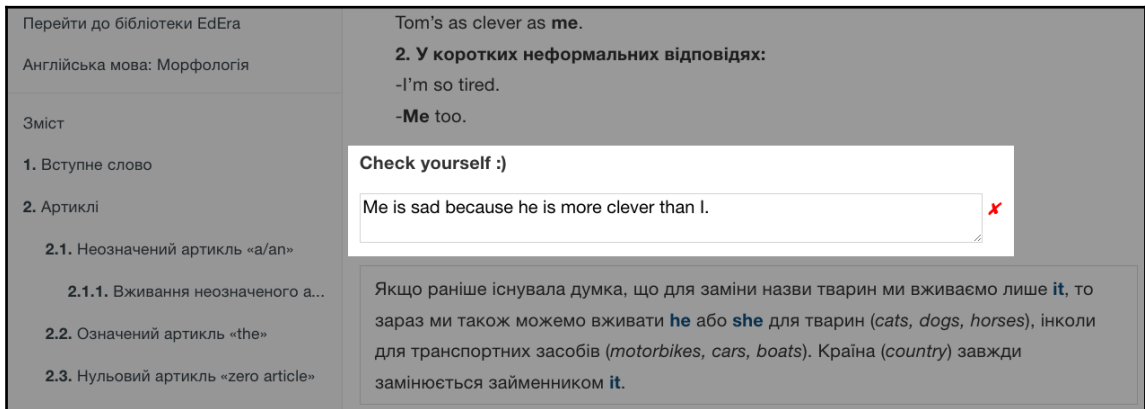 Перейти до бібліотеки EdEra
Англійська мова: Морфологія
Зміст
1. Вступне слово
2. Артиклі
2.1. Неозначений артикль «a/an»
2.1.1. Вживання неозначеного а...
2.2. Означений артикль «the»
2.3. Нульовий артикль «zero article»
Tom’s as clever as me.
2. У коротких неформальних відповідях:
-I’m so tired.
-Me too.
Check yourself :)
Me is sad because he is more clever than I.
✘
Якщо раніше існувала думка, що для заміни назви тварин ми вживаємо лише it, то
зараз ми також можемо вживати he або she для тварин (cats, dogs, horses), інколи
для транспортних засобів (motorbikes, cars, boats). Країна (country) завжди
замінюється займенником it.